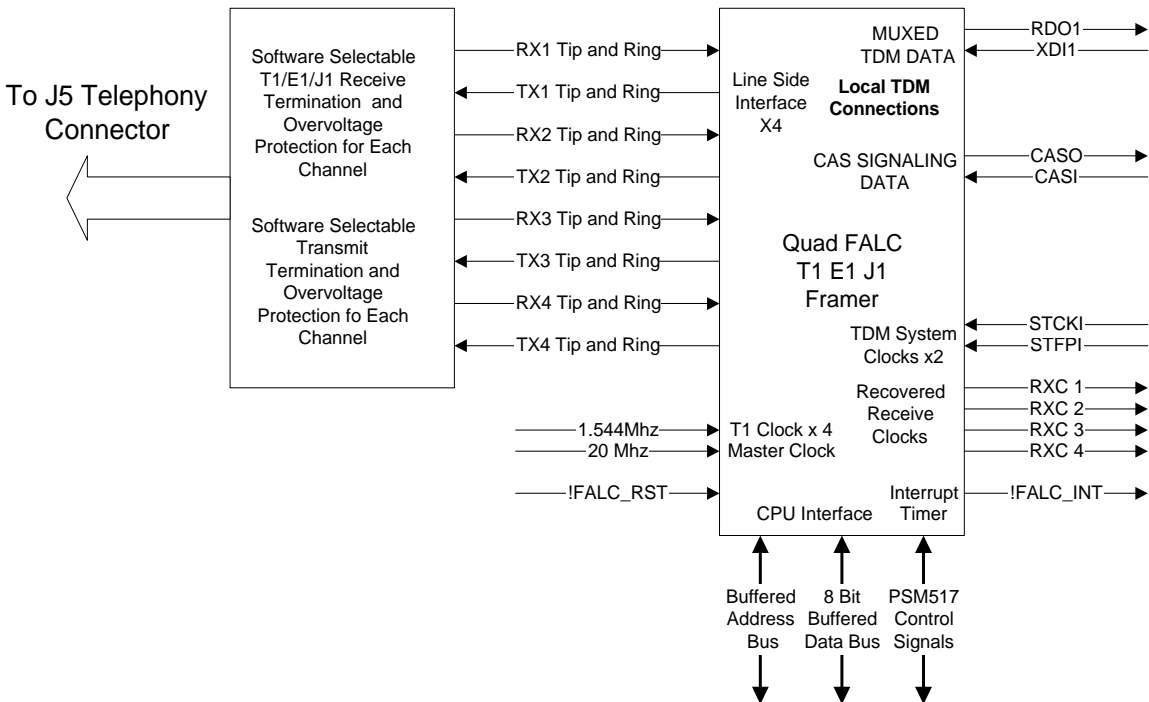 To J5 Telephony
Connector
Software Selectable
T1/E1/J1 Receive
Termination and
Overvoltage
Protection for Each
Channel
Software Selectable
Transmit
Termination and
Overvoltage
Protection fo Each
Channel
RX1 Tip and Ring
TX1 Tip and Ring
RX2 Tip and Ring
TX2 Tip and Ring
RX3 Tip and Ring
TX3 Tip and Ring
RX4 Tip and Ring
TX4 Tip and Ring
1.544Mhz
20 Mhz
!FALC_RST
Line Side
Interface
X4
MUXED
TDM DATA
Local TDM
Connections
CAS SIGNALING
DATA
Quad FALC
T1 E1 J1
Framer
TDM System
Clocks x2
Recovered
Receive
Clocks
T1 Clock x 4
Master Clock
Interrupt
Timer
CPU Interface
RDO1
XDI1
CASO
CASI
STCKI
STFPI
RXC 1
RXC 2
RXC 3
RXC 4
!FALC_INT
Buffered
Address
Bus
8 Bit
Buffered
Data Bus
PSM517
Control
Signals